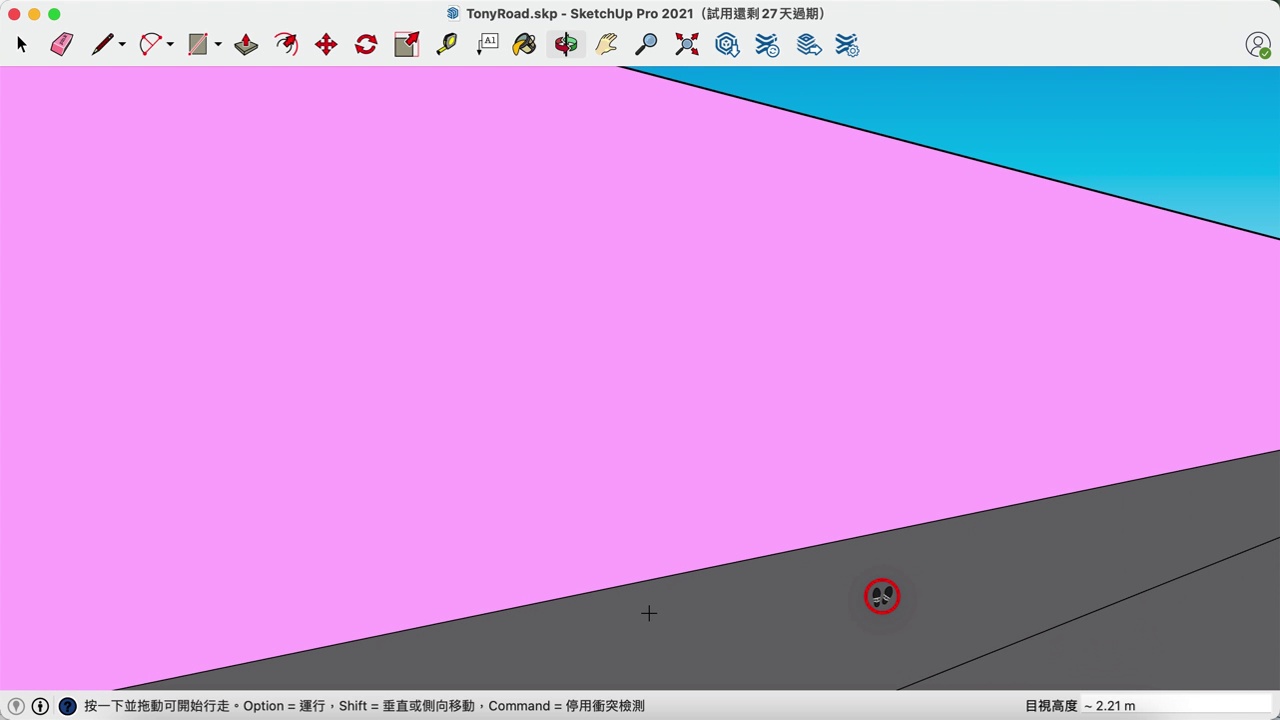 TonyRoad.skp - SketchUp Pro 2021（試用還剩 27 天過期）
A1
按一下並拖動可開始行走。Option = 運行，Shift = 垂直或側向移動，Command = 停用衝突檢測
目視高度 ~ 2.21 m